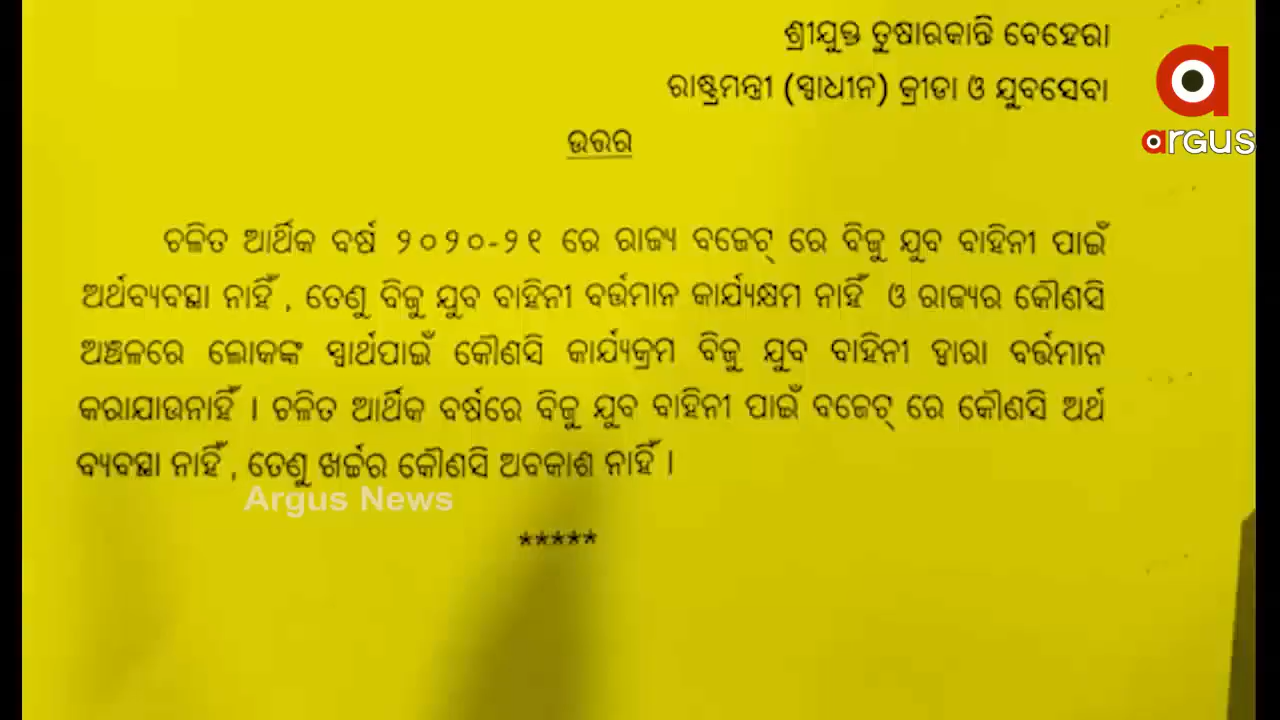 ଶ୍ରୀଯୁକ୍ତ ତୁଷାରକାନ୍ତି ବେହେରା
ରାଷ୍ଟ୍ରମନ୍ତ୍ରୀ (ସ୍ୱାଧୀନ) କ୍ରୀଡା ଓ ଯୁବସେବା
argus
ଉତ୍ତର
ଚଳିତ ଆର୍ଥିକ ବର୍ଷ ୨୦୨୦-୨୧ ରେ ରାଜ୍ୟ ବଜେଟ୍ ରେ ବିଜୁ ଯୁବ ବାହିନୀ ପାଇଁ
ଅର୍ଥବ୍ୟବସ୍ଥା ନାହିଁ , ତେଣୁ ବିଜୁ ଯୁବ ବାହିନୀ ବର୍ତ୍ତମାନ କାର୍ଯ୍ୟକ୍ଷମ ନାହିଁ ଓ ରାଜ୍ୟର କୌଣସି
ଅଞ୍ଚଳରେ ଲୋକଙ୍କ ସ୍ୱାର୍ଥପାଇଁ କୌଣସି କାର୍ଯ୍ୟକ୍ରମ ବିଜୁ ଯୁବ ବାହିନୀ ଦ୍ୱାରା ବର୍ତ୍ତମାନ
କରାଯାଉନାହିଁ । ଚଳିତ ଆର୍ଥିକ ବର୍ଷରେ ବିଜୁ ଯୁବ ବାହିନୀ ପାଇଁ ବଜେଟ୍ ରେ କୌଣସି ଅର୍ଥ
ବ୍ୟବସ୍ଥା ନାହିଁ , ତେଣୁ ଖର୍ଚ୍ଚର କୌଣସି ଅବକାଶ ନାହିଁ ।
Argus News
*****